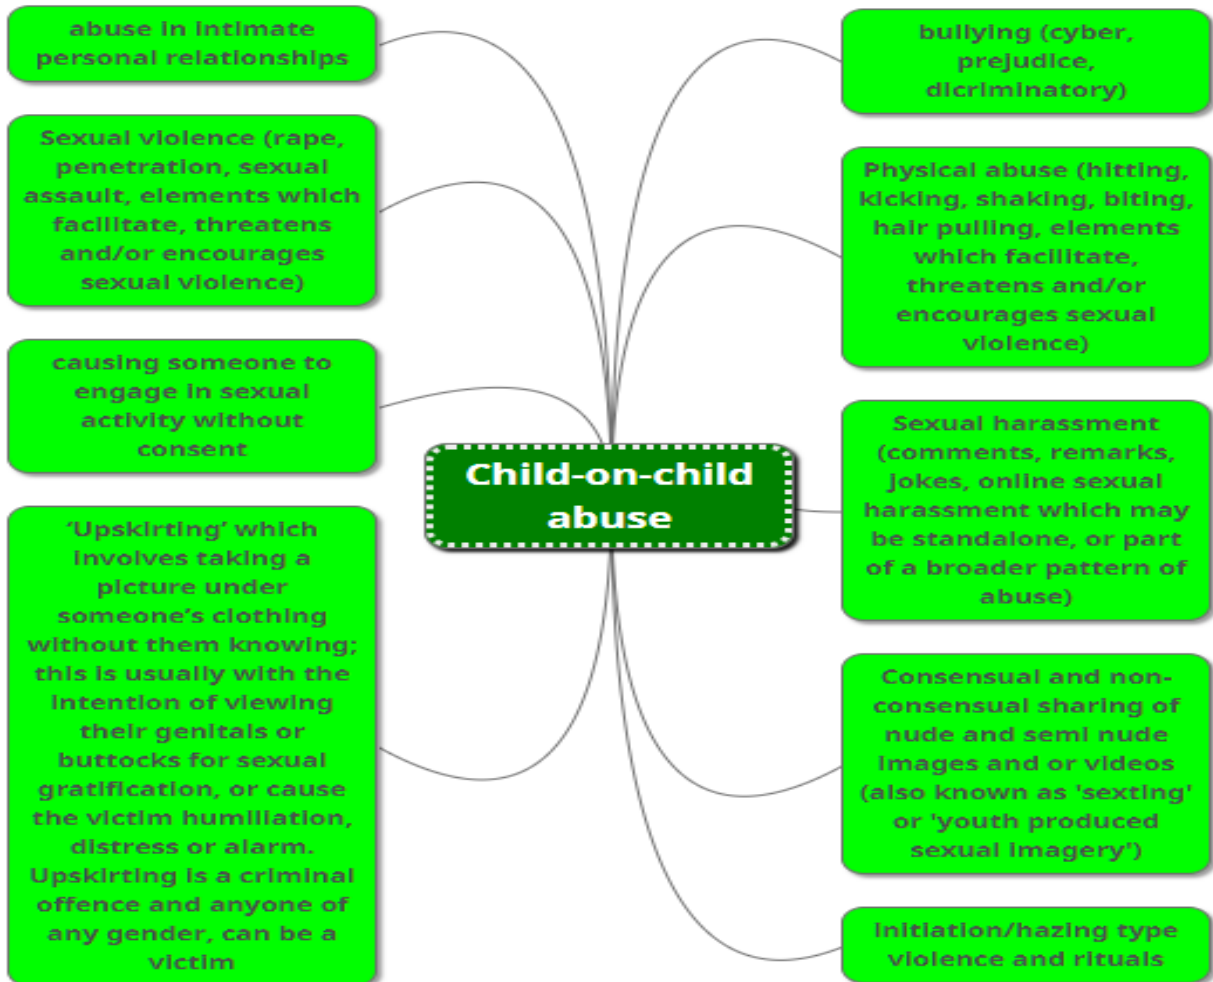 abuse in intimate
personal relationships
Sexual violence (rape,
penetration, sexual
assault, elements which
facilitate, threatens
and/or encourages
sexual violence)
causing someone to
engage in sexual
activity without
consent
‘Upskirting’ which
involves taking a
picture under
someone’s clothing
without them knowing;
this is usually with the
intention of viewing
their genitals or
buttocks for sexual
gratification, or cause
the victim humiliation,
distress or alarm.
Upskirting is a criminal
offence and anyone of
any gender, can be a
victim
Child-on-child
abuse
bullying (cyber,
prejudice,
dicriminatory)
Physical abuse (hitting,
kicking, shaking, biting,
hair pulling, elements
which facilitate,
threatens and/or
encourages sexual
violence)
Sexual harassment
(comments, remarks,
jokes, online sexual
harassment which may
be standalone, or part
of a broader pattern of
abuse)
Consensual and non-
consensual sharing of
nude and semi nude
images and or videos
(also known as 'sexting'
or 'youth produced
sexual imagery')
initiation/hazing type
violence and rituals